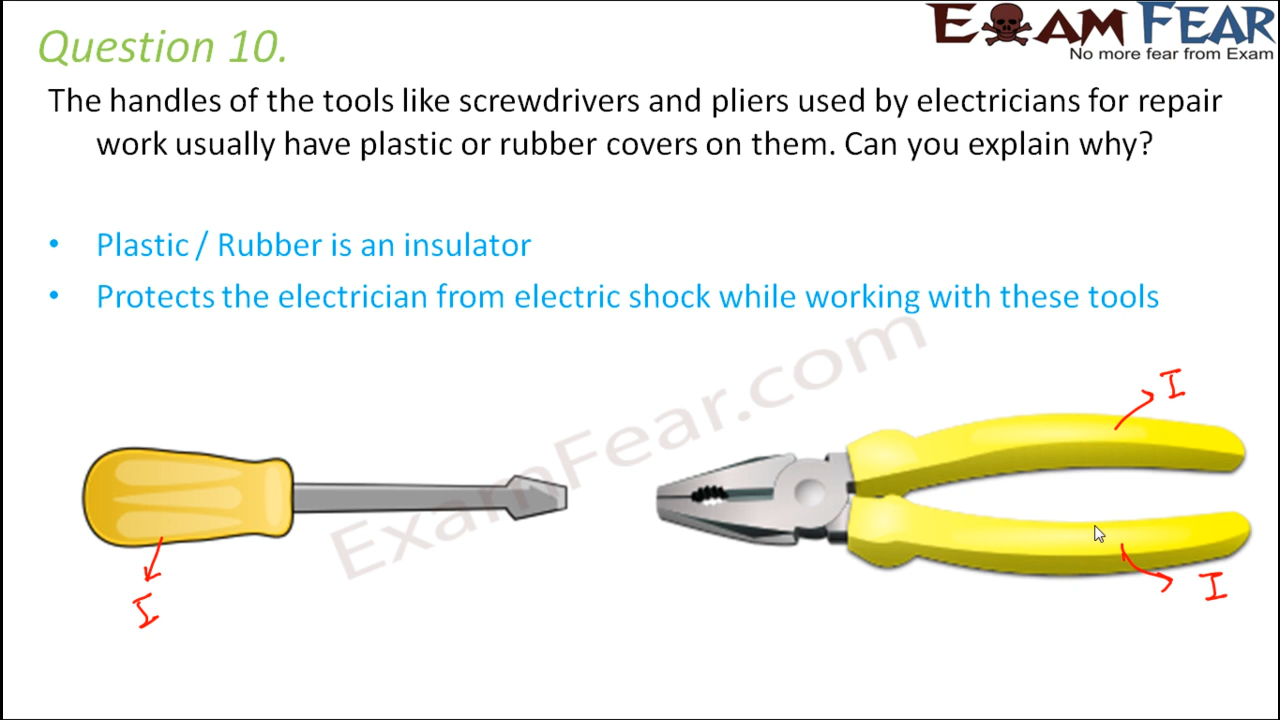 Question 10.
EXAM FEAR
No more fear from Exam
The handles of the tools like screwdrivers and pliers used by electricians for repair
work usually have plastic or rubber covers on them. Can you explain why?
• Plastic / Rubber is an insulator
• Protects the electrician from electric shock while working with these tools
ExamFear.com
I
I
I